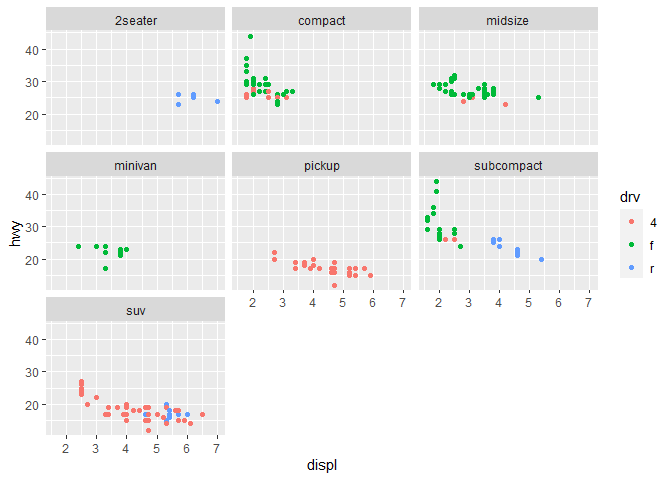 2seater compact midsize
40
30
20
minivan pickup subcompact
drv
40
4
30
f
20
r
hwy
2 3 4 5 6 7 2 3 4 5 6 7
suv
40
30
20
2 3 4 5 6 7
displ